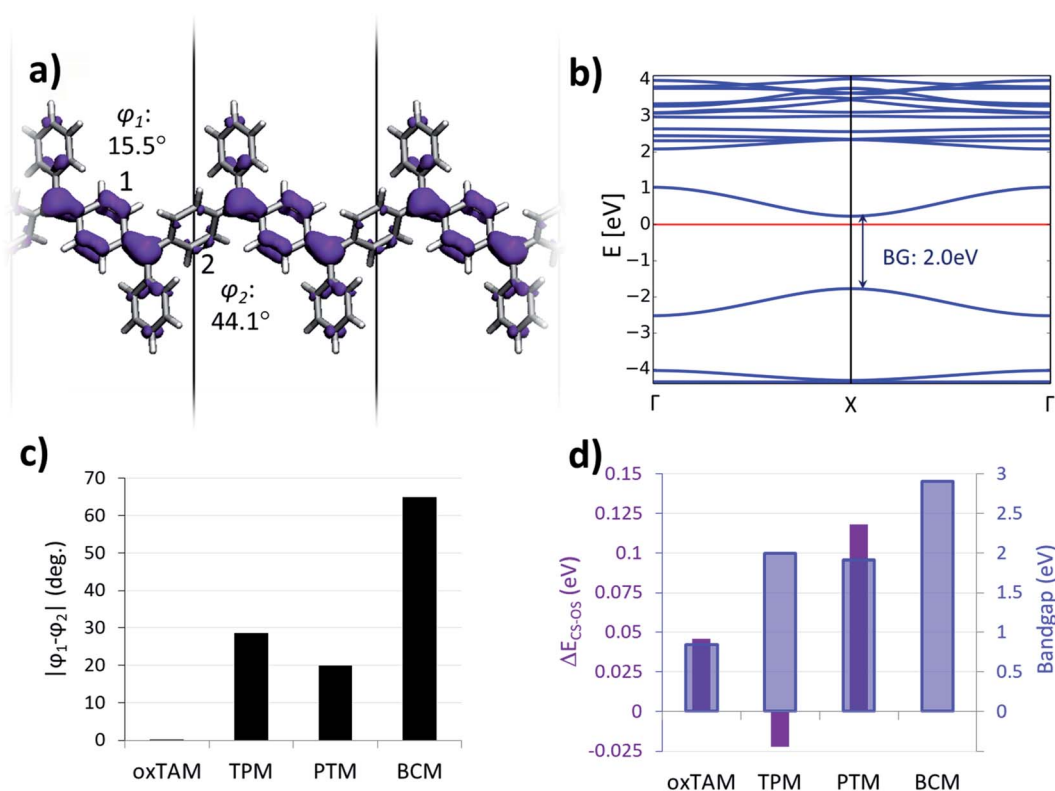 a)
φ1:
15.5°
1
2
φ2:
44.1°
b)
4
3
2
1
0
−1
−2
−3
−4
E [eV]
BG: 2.0eV
Γ
X
Γ
c)
70
60
50
40
30
20
10
0
|φ1-φ2| (deg.)
oxTAM
TPM
PTM
BCM
d)
0.15
0.125
0.1
0.075
0.05
0.025
0
-0.025
ΔECS-OS (eV)
3
2.5
2
1.5
1
0.5
0
Bandgap (eV)
oxTAM
TPM
PTM
BCM